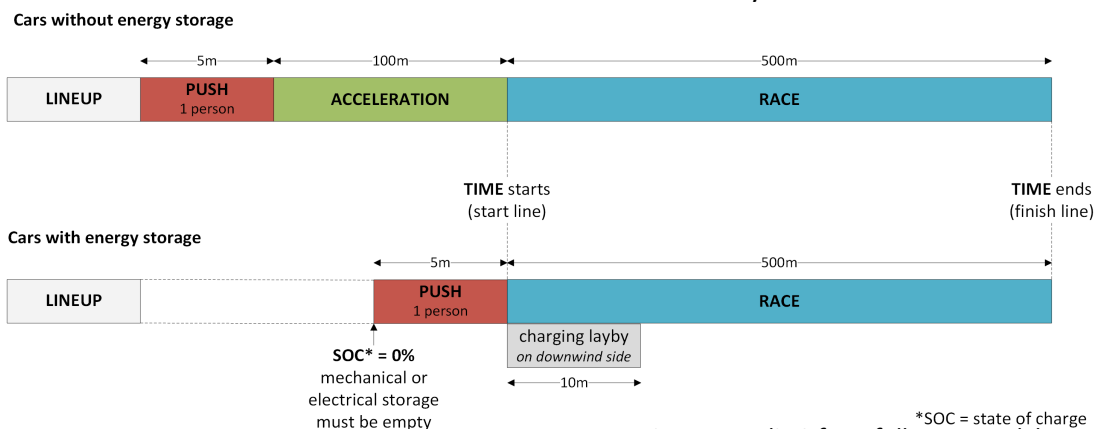 Cars without energy storage
5m
100m
500m
LINEUP
PUSH
1 person
ACCELERATION
RACE
TIME starts
(start line)
TIME ends
(finish line)
Cars with energy storage
5m
500m
LINEUP
PUSH
1 person
RACE
charging layby
on downwind side
10m
SOC* = 0%
mechanical or
electrical storage
must be empty
*SOC = state of charge